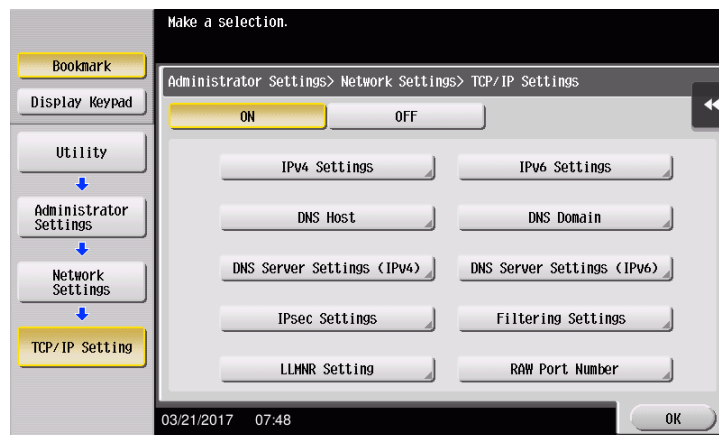 Make a selection.
Bookmark
Display Keypad
Utility
Administrator
Settings
Network
Settings
TCP/IP Setting
Administrator Settings> Network Settings> TCP/IP Settings
ON OFF
IPv4 Settings IPv6 Settings
DNS Host DNS Domain
DNS Server Settings (IPv4) DNS Server Settings (IPv6)
IPsec Settings Filtering Settings
LLMNR Setting RAW Port Number
03/21/2017 07:48
OK